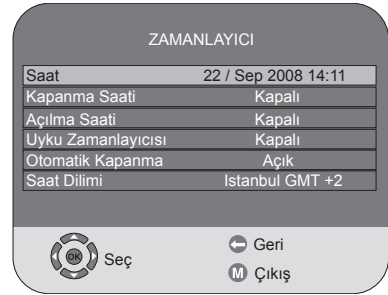 ZAMANLAYICI
Saat 22 / Sep 2008 14:11
Kapanma Saati Kapalı
Açılma Saati Kapalı
Uyku Zamanlayıcısı Kapalı
Otomatik Kapanma Açık
Saat Dilimi Istanbul GMT +2
OK Seç
Geri
M Çıkış